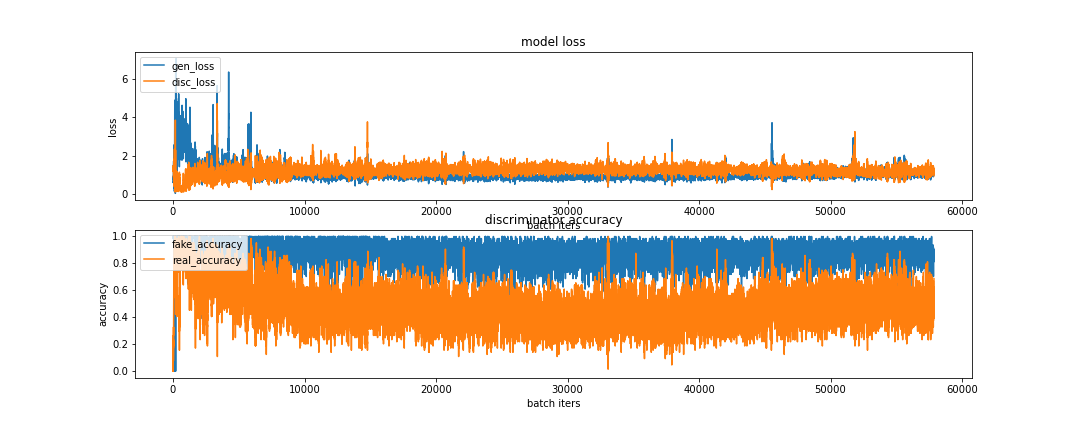 model loss
gen_loss
disc_loss
loss
6
4
2
0
0 10000 20000 30000 40000 50000 60000
batch iters
discriminator accuracy
fake_accuracy
real_accuracy
accuracy
1.0
0.8
0.6
0.4
0.2
0.0
0 10000 20000 30000 40000 50000 60000
batch iters